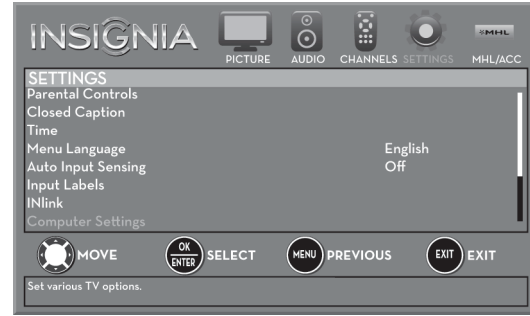 INSIGNIA
PICTURE AUDIO CHANNELS SETTINGS MHL/ACC
MHL
SETTINGS
Parental Controls
Closed Caption
Time
Menu Language English
Auto Input Sensing Off
Input Labels
INlink
Computer Settings
MOVE OK ENTER SELECT MENU PREVIOUS EXIT EXIT
Set various TV options.